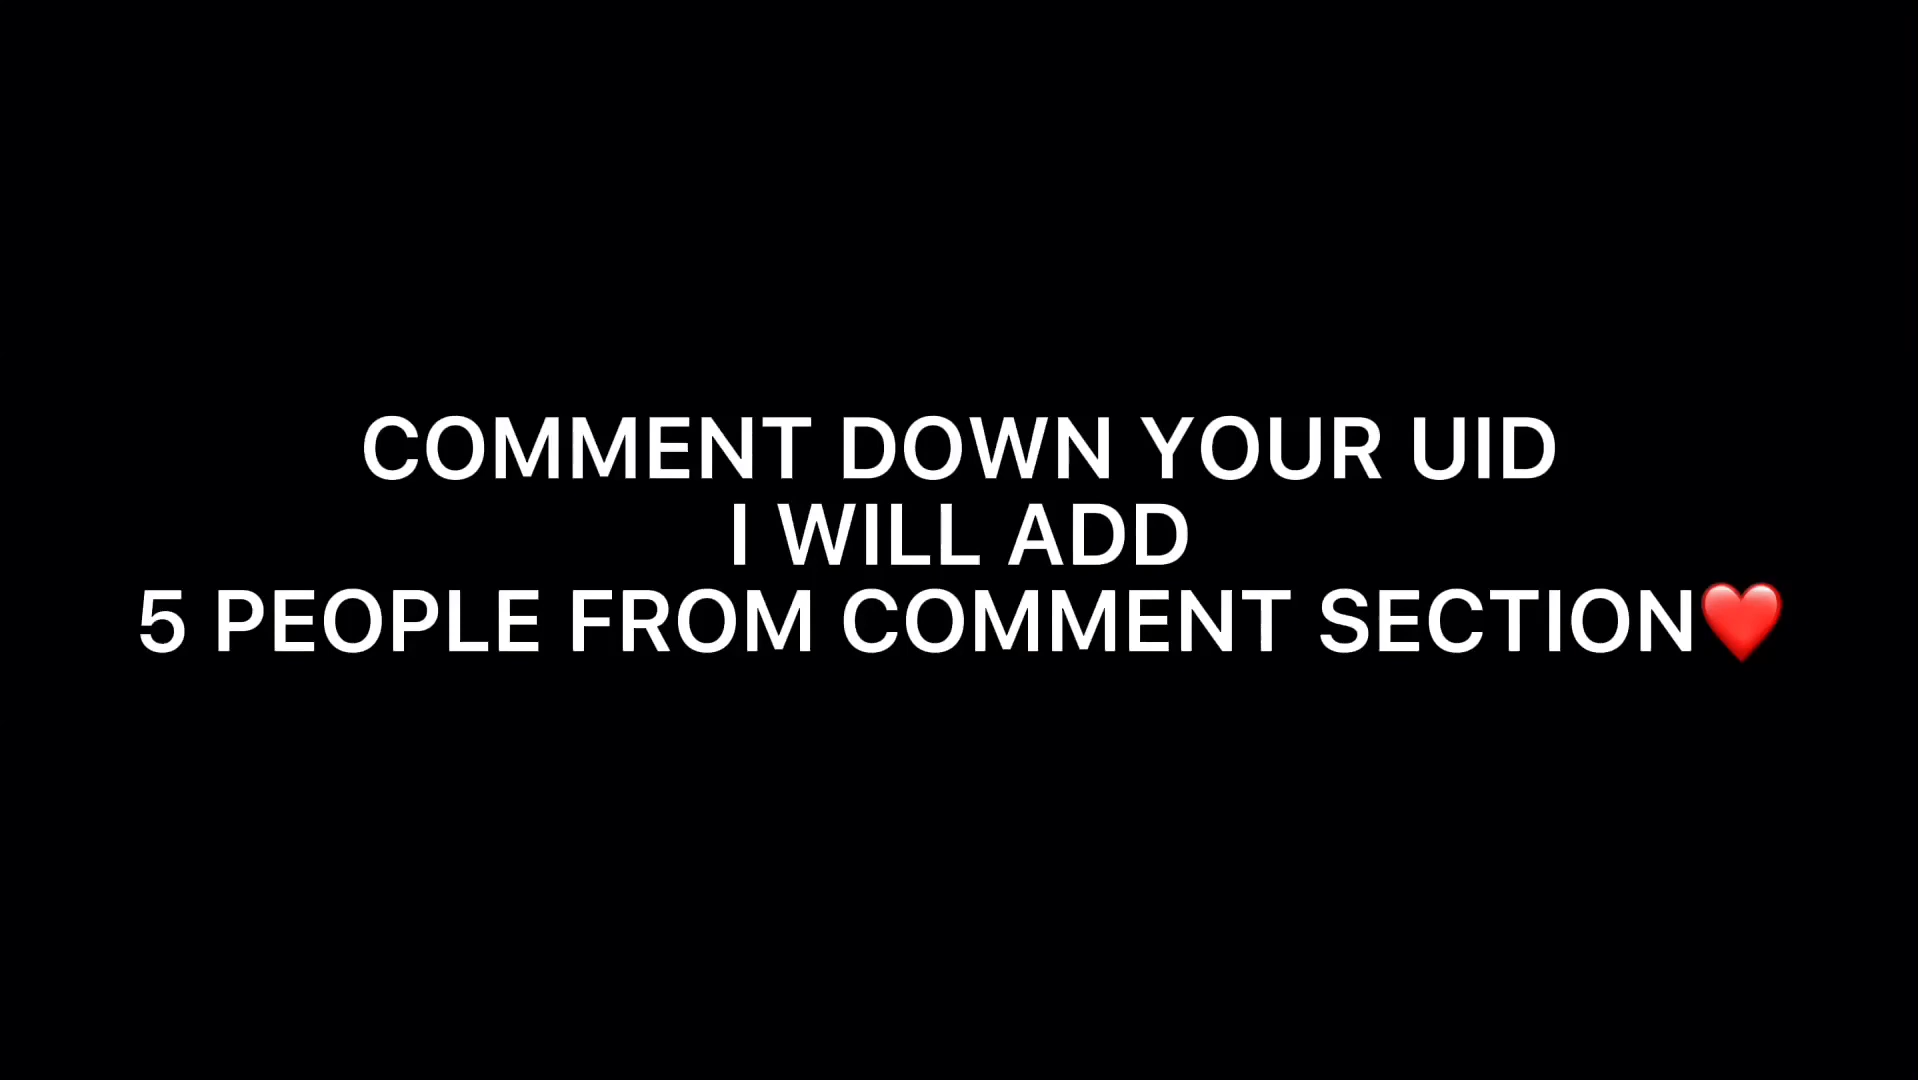 COMMENT DOWN YOUR UID
I WILL ADD
5 PEOPLE FROM COMMENT SECTION❤️